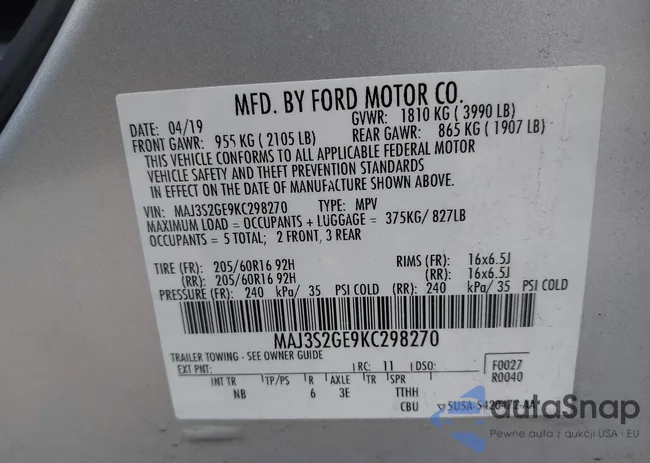 MFD. BY FORD MOTOR CO.
DATE: 04/19 GVWR: 1810 KG ( 3990 LB)
FRONT GAWR: 955 KG ( 2105 LB) REAR GAWR: 865 KG ( 1907 LB)
THIS VEHICLE CONFORMS TO ALL APPLICABLE FEDERAL MOTOR
VEHICLE SAFETY AND THEFT PREVENTION STANDARDS
IN EFFECT ON THE DATE OF MANUFACTURE SHOWN ABOVE.
VIN: MAJ3S2GE9KC298270 TYPE: MPV
MAXIMUM LOAD = OCCUPANTS + LUGGAGE = 375KG/ 827LB
OCCUPANTS = 5 TOTAL; 2 FRONT, 3 REAR
TIRE (FR): 205/60R16 92H RIMS (FR): 16x6.5J
(RR): 205/60R16 92H (RR): 16x6.5J
PRESSURE (FR): 240 kPa/ 35 PSI COLD (RR): 240 kPa/ 35 PSI COLD
MAJ3S2GE9KC298270
TRAILER TOWING - SEE OWNER GUIDE
EXT PNT: RC: 11 DSO: F0027
R0040
INT TR TP/PS R AXLE TR SPR
NB 6 3E TTHH
CBU
autoSnap
Pewne auta z aukcji USA i EU